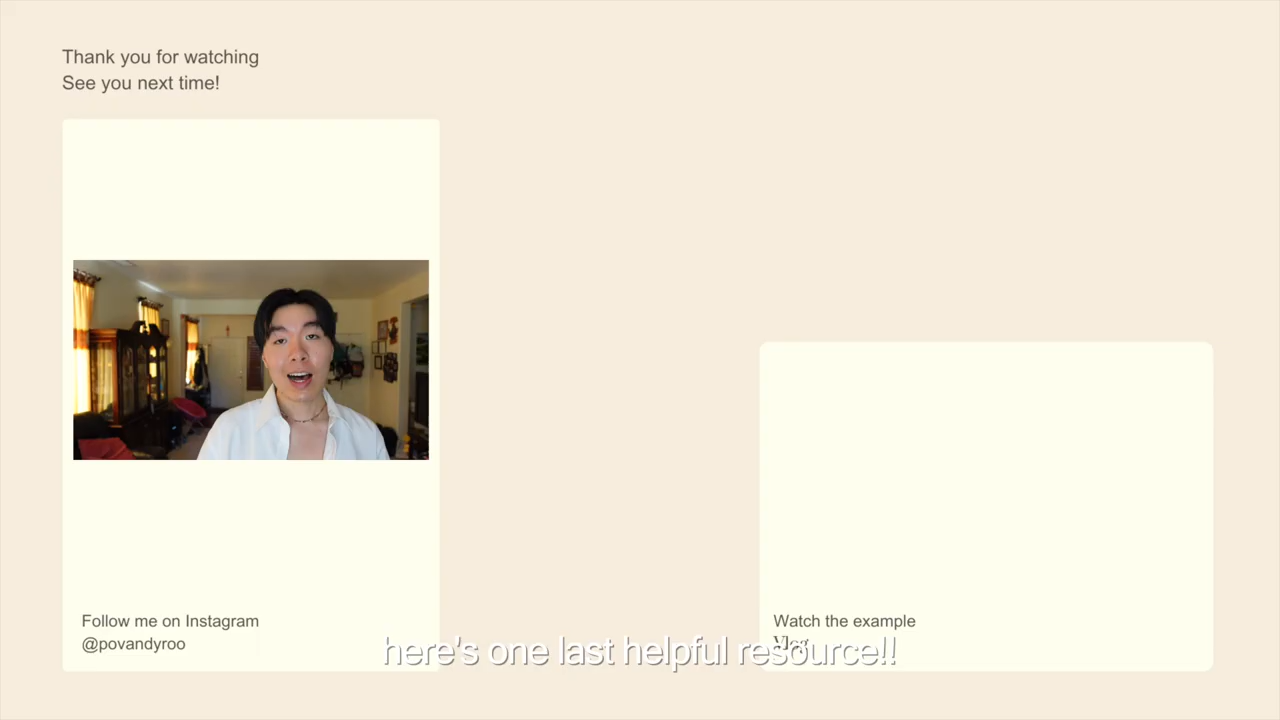 Thank you for watching
See you next time!
Follow me on Instagram
@povandyroo
Watch the example
Vlog
here's one last helpful resource!!